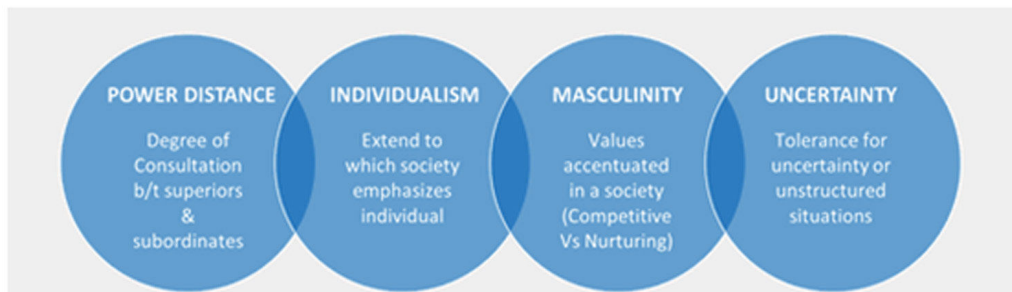 POWER DISTANCE
Degree of
Consultation
b/t superiors
&
subordinates
INDIVIDUALISM
Extend to
which society
emphasizes
individual
MASCULINITY
Values
accentuated
in a society
(Competitive
Vs Nurturing)
UNCERTAINTY
Tolerance for
uncertainty or
unstructured
situations